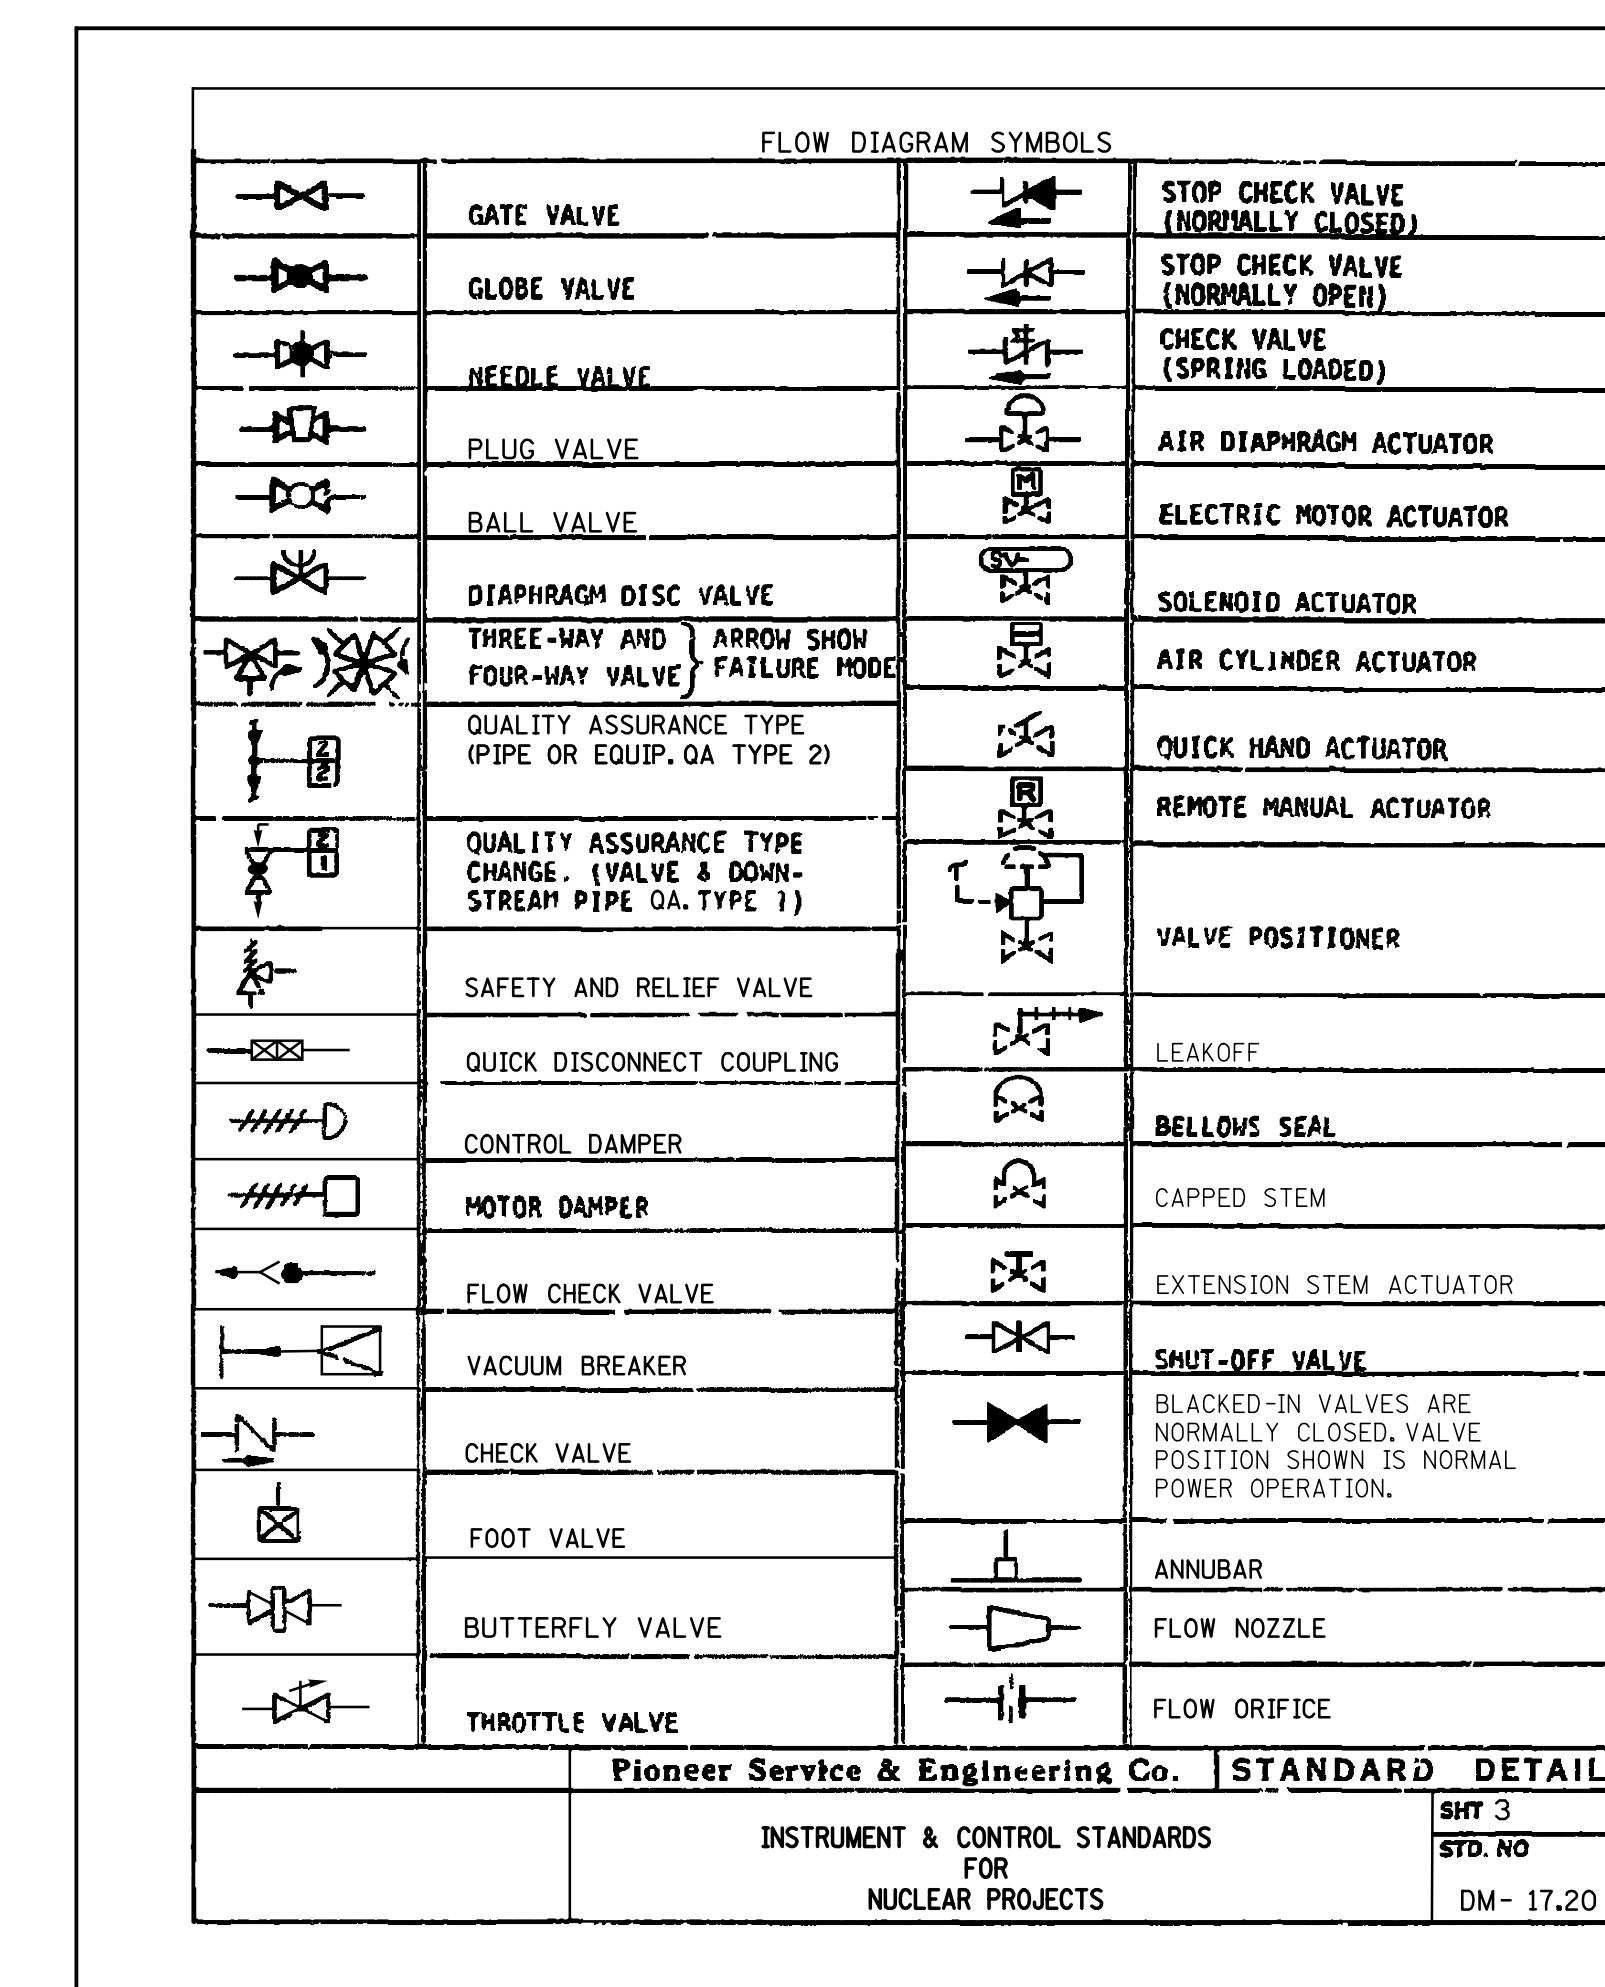 FLOW DIAGRAM SYMBOLS
GATE VALVE
GLOBE VALVE
NEEDLE VALVE
PLUG VALVE
BALL VALVE
DIAPHRAGM DISC VALVE
THREE-WAY AND } ARROW SHOW
FOUR-WAY VALVE } FAILURE MODE
2
2
QUALITY ASSURANCE TYPE
(PIPE OR EQUIP. QA TYPE 2)
2
1
QUALITY ASSURANCE TYPE
CHANGE. (VALVE & DOWN-
STREAM PIPE QA. TYPE 1)
SAFETY AND RELIEF VALVE
QUICK DISCONNECT COUPLING
CONTROL DAMPER
MOTOR DAMPER
FLOW CHECK VALVE
VACUUM BREAKER
CHECK VALVE
FOOT VALVE
BUTTERFLY VALVE
THROTTLE VALVE
STOP CHECK VALVE
(NORMALLY CLOSED)
STOP CHECK VALVE
(NORMALLY OPEN)
CHECK VALVE
(SPRING LOADED)
AIR DIAPHRAGM ACTUATOR
M
ELECTRIC MOTOR ACTUATOR
SV-
SOLENOID ACTUATOR
AIR CYLINDER ACTUATOR
QUICK HAND ACTUATOR
R
REMOTE MANUAL ACTUATOR
VALVE POSITIONER
LEAKOFF
BELLOWS SEAL
CAPPED STEM
EXTENSION STEM ACTUATOR
SHUT-OFF VALVE
BLACKED-IN VALVES ARE
NORMALLY CLOSED. VALVE
POSITION SHOWN IS NORMAL
POWER OPERATION.
ANNUBAR
FLOW NOZZLE
FLOW ORIFICE
Pioneer Service & Engineering Co.
STANDARD DETAIL
INSTRUMENT & CONTROL STANDARDS
FOR
NUCLEAR PROJECTS
SHT 3
STD. NO
DM- 17.20